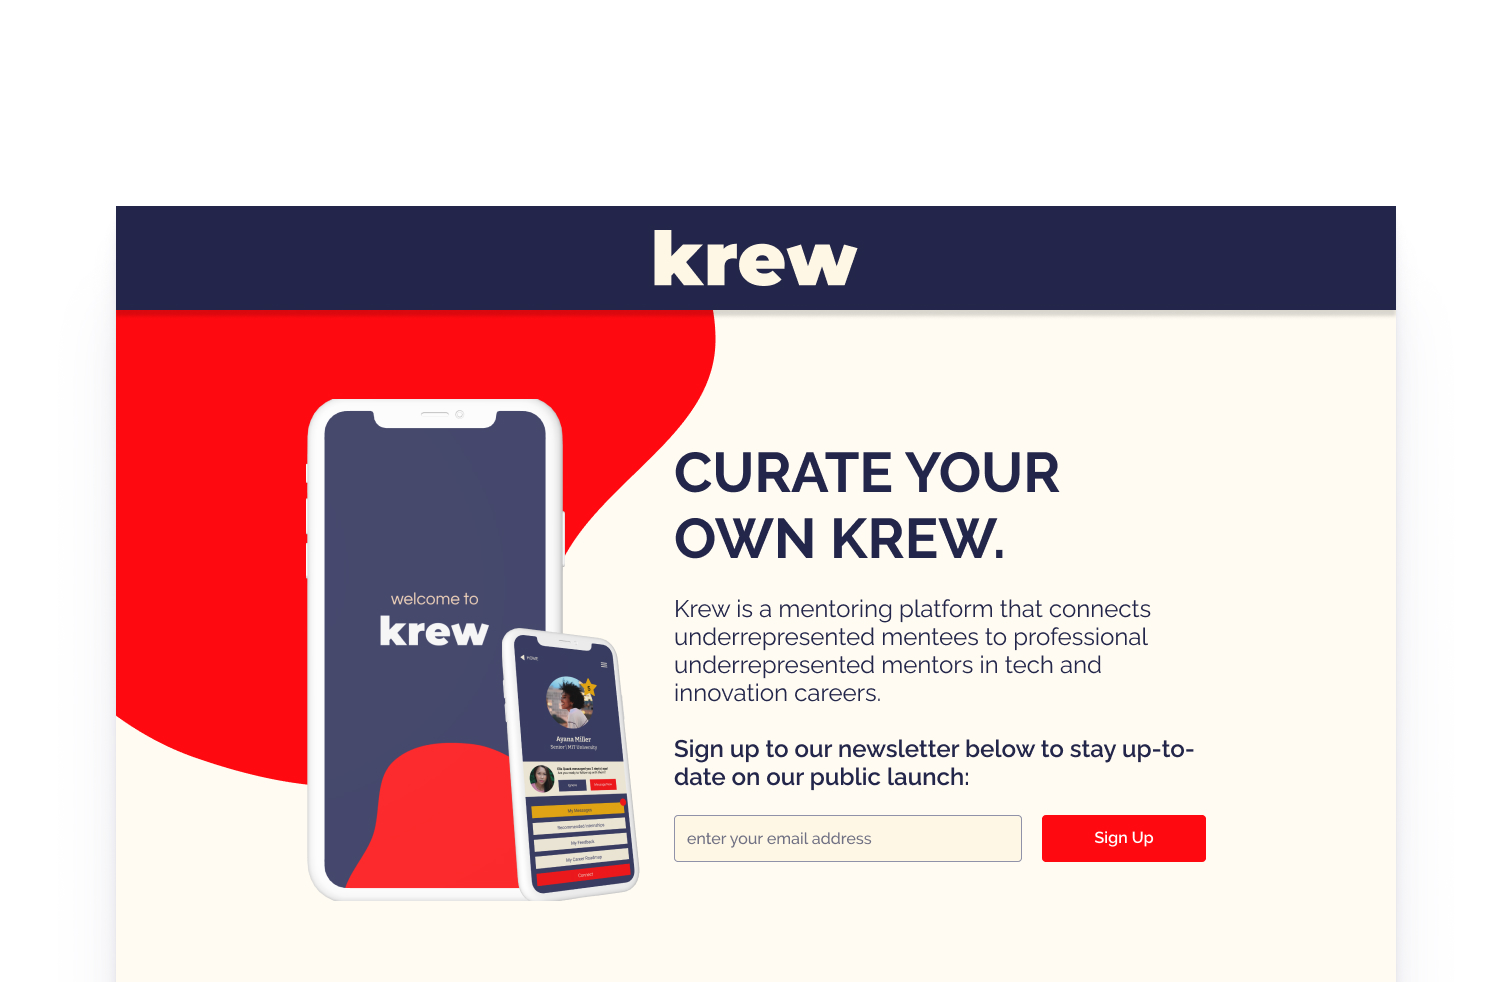 krew
CURATE YOUR
OWN KREW.
Krew is a mentoring platform that connects
underrepresented mentees to professional
underrepresented mentors in tech and
innovation careers.
Sign up to our newsletter below to stay up-to-
date on our public launch:
enter your email address
Sign Up
welcome to
krew
HOME
Ayana Miller
Senior | MIT University
My Messages
Recommended Internships
My Feedback
My Career Roadmap
Connect